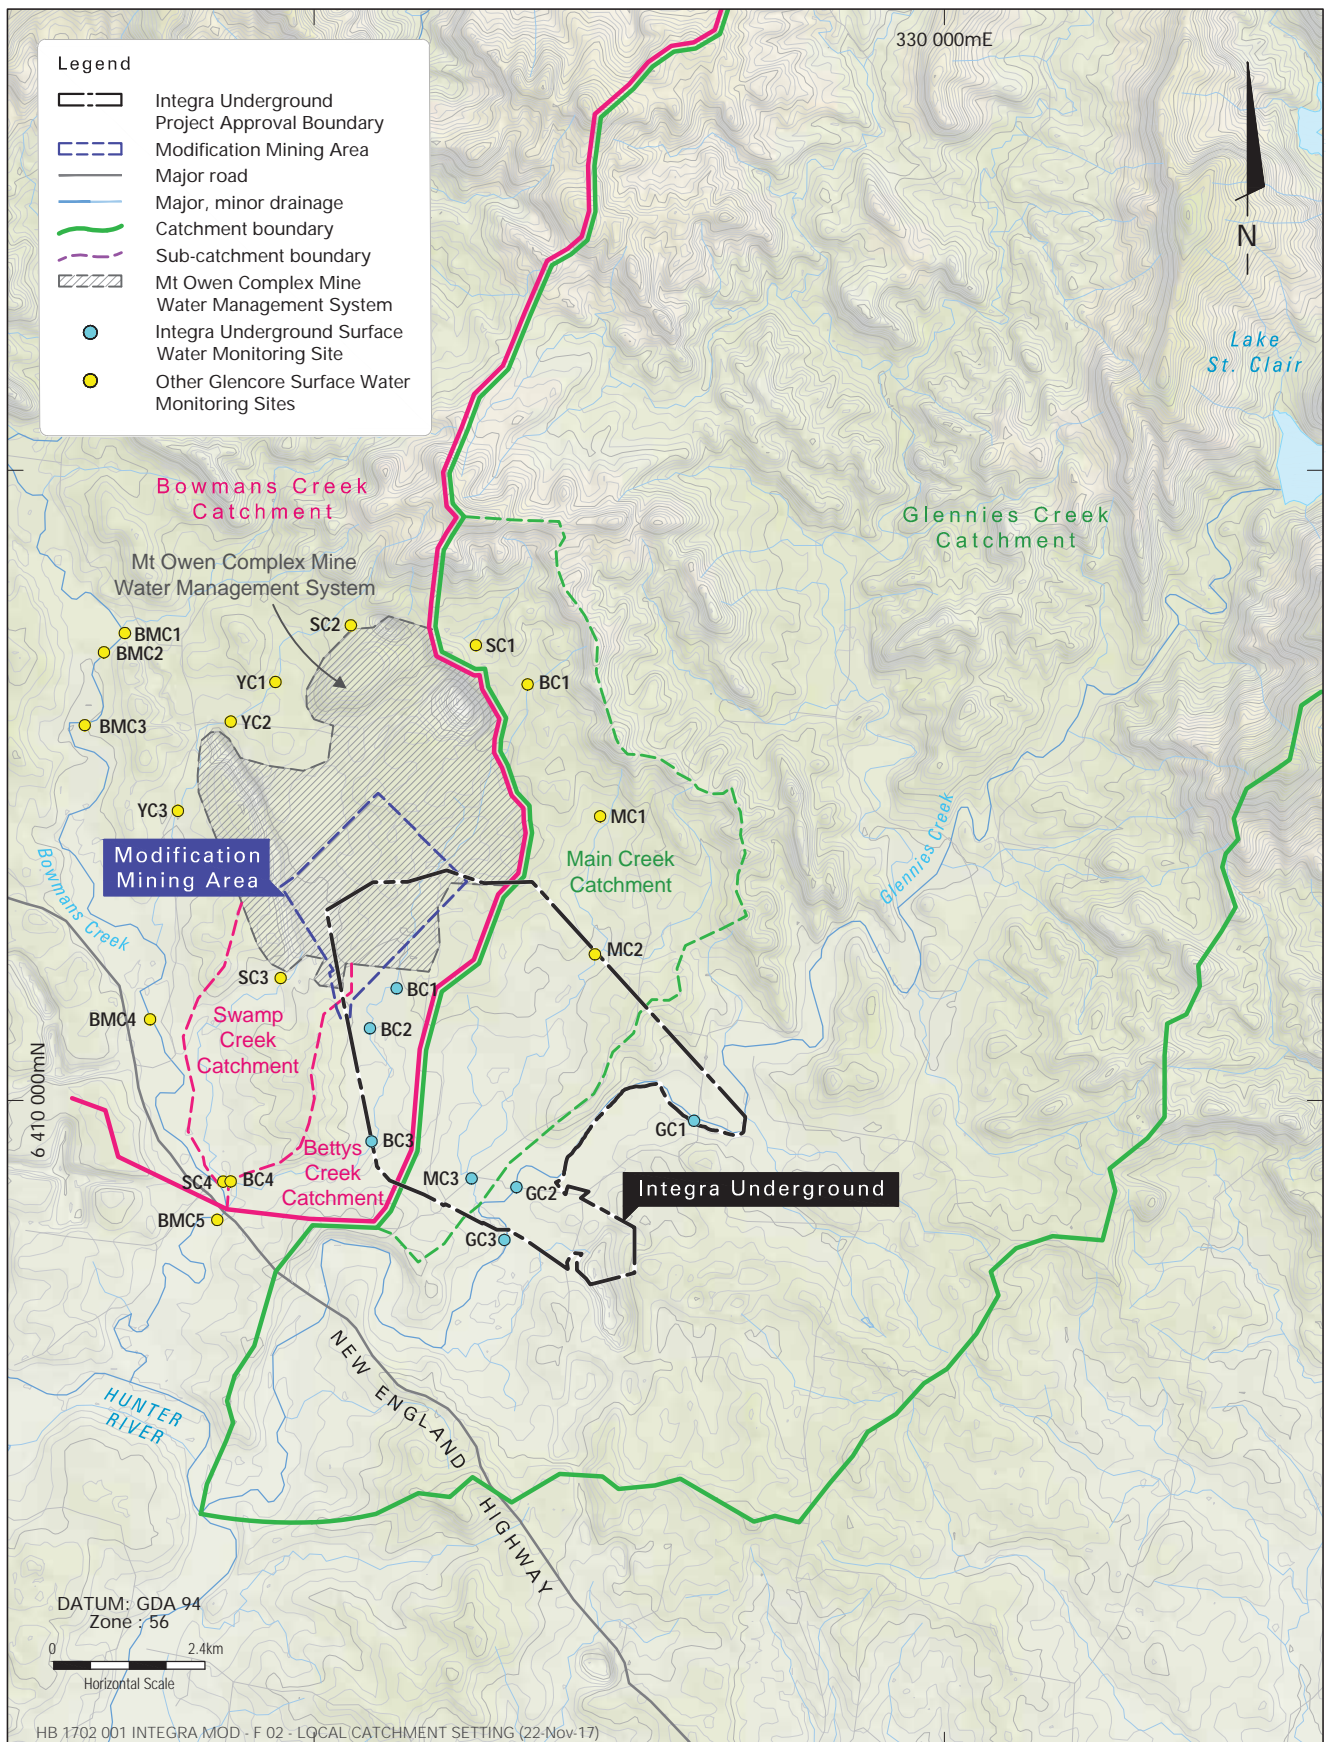 330 000mE
Legend
Integra Underground
Project Approval Boundary
Modification Mining Area
Major road
Major, minor drainage
Catchment boundary
Sub-catchment boundary
Mt Owen Complex Mine
Water Management System
Integra Underground Surface
Water Monitoring Site
Other Glencore Surface Water
Monitoring Sites
N
Lake
St. Clair
Bowmans Creek
Catchment
Glennies Creek
Catchment
Mt Owen Complex Mine
Water Management System
SC2
BMC1
BMC2
SC1
YC1
BC1
YC2
BMC3
YC3
MC1
Modification
Mining Area
Main Creek
Catchment
Glennies Creek
Bowmans Creek
MC2
SC3
BC1
BMC4
Swamp
Creek
Catchment
BC2
6 410 000mN
GC1
BC3
Bettys
Creek
Catchment
SC4
BC4
MC3
GC2
Integra Underground
BMC5
GC3
NEW ENGLAND HIGHWAY
HUNTER
RIVER
DATUM: GDA 94
Zone : 56
0 2.4km
Horizontal Scale
HB 1702 001 INTEGRA MOD - F 02 - LOCAL CATCHMENT SETTING (22-Nov-17)